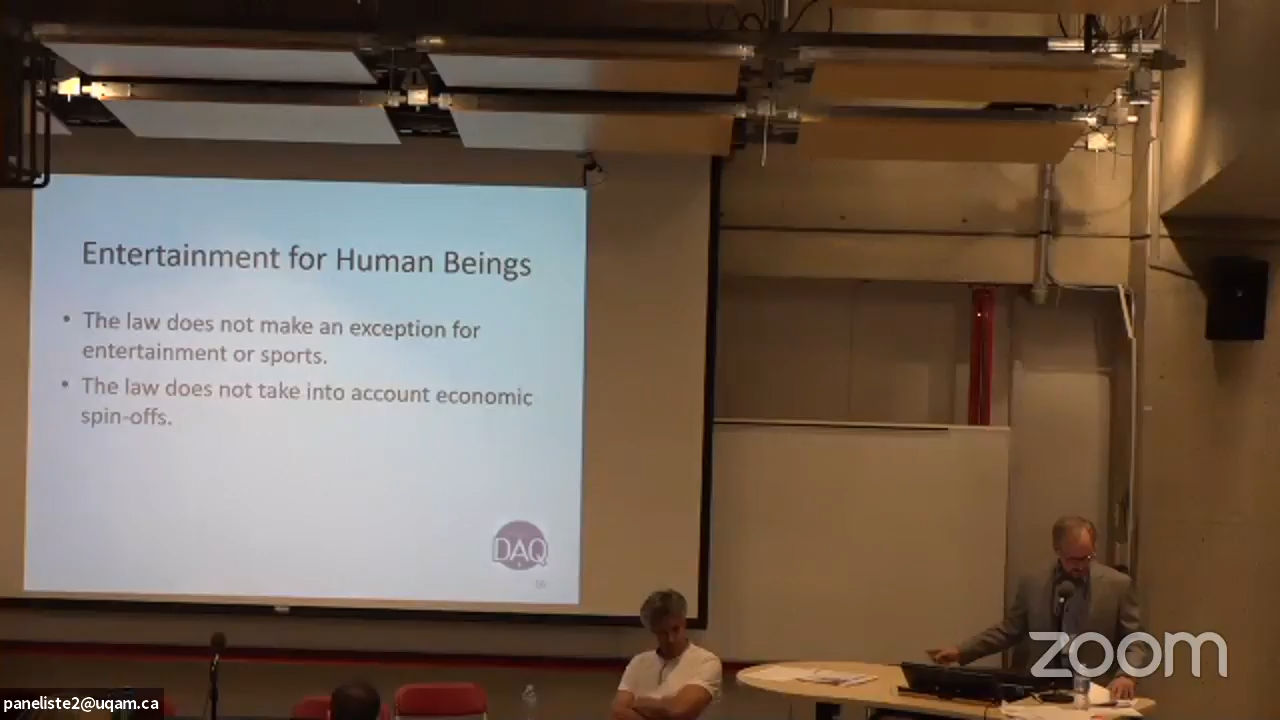 Entertainment for Human Beings
• The law does not make an exception for
entertainment or sports.
• The law does not take into account economic
spin-offs.
DAQ
zoom
paneliste2@uqam.ca